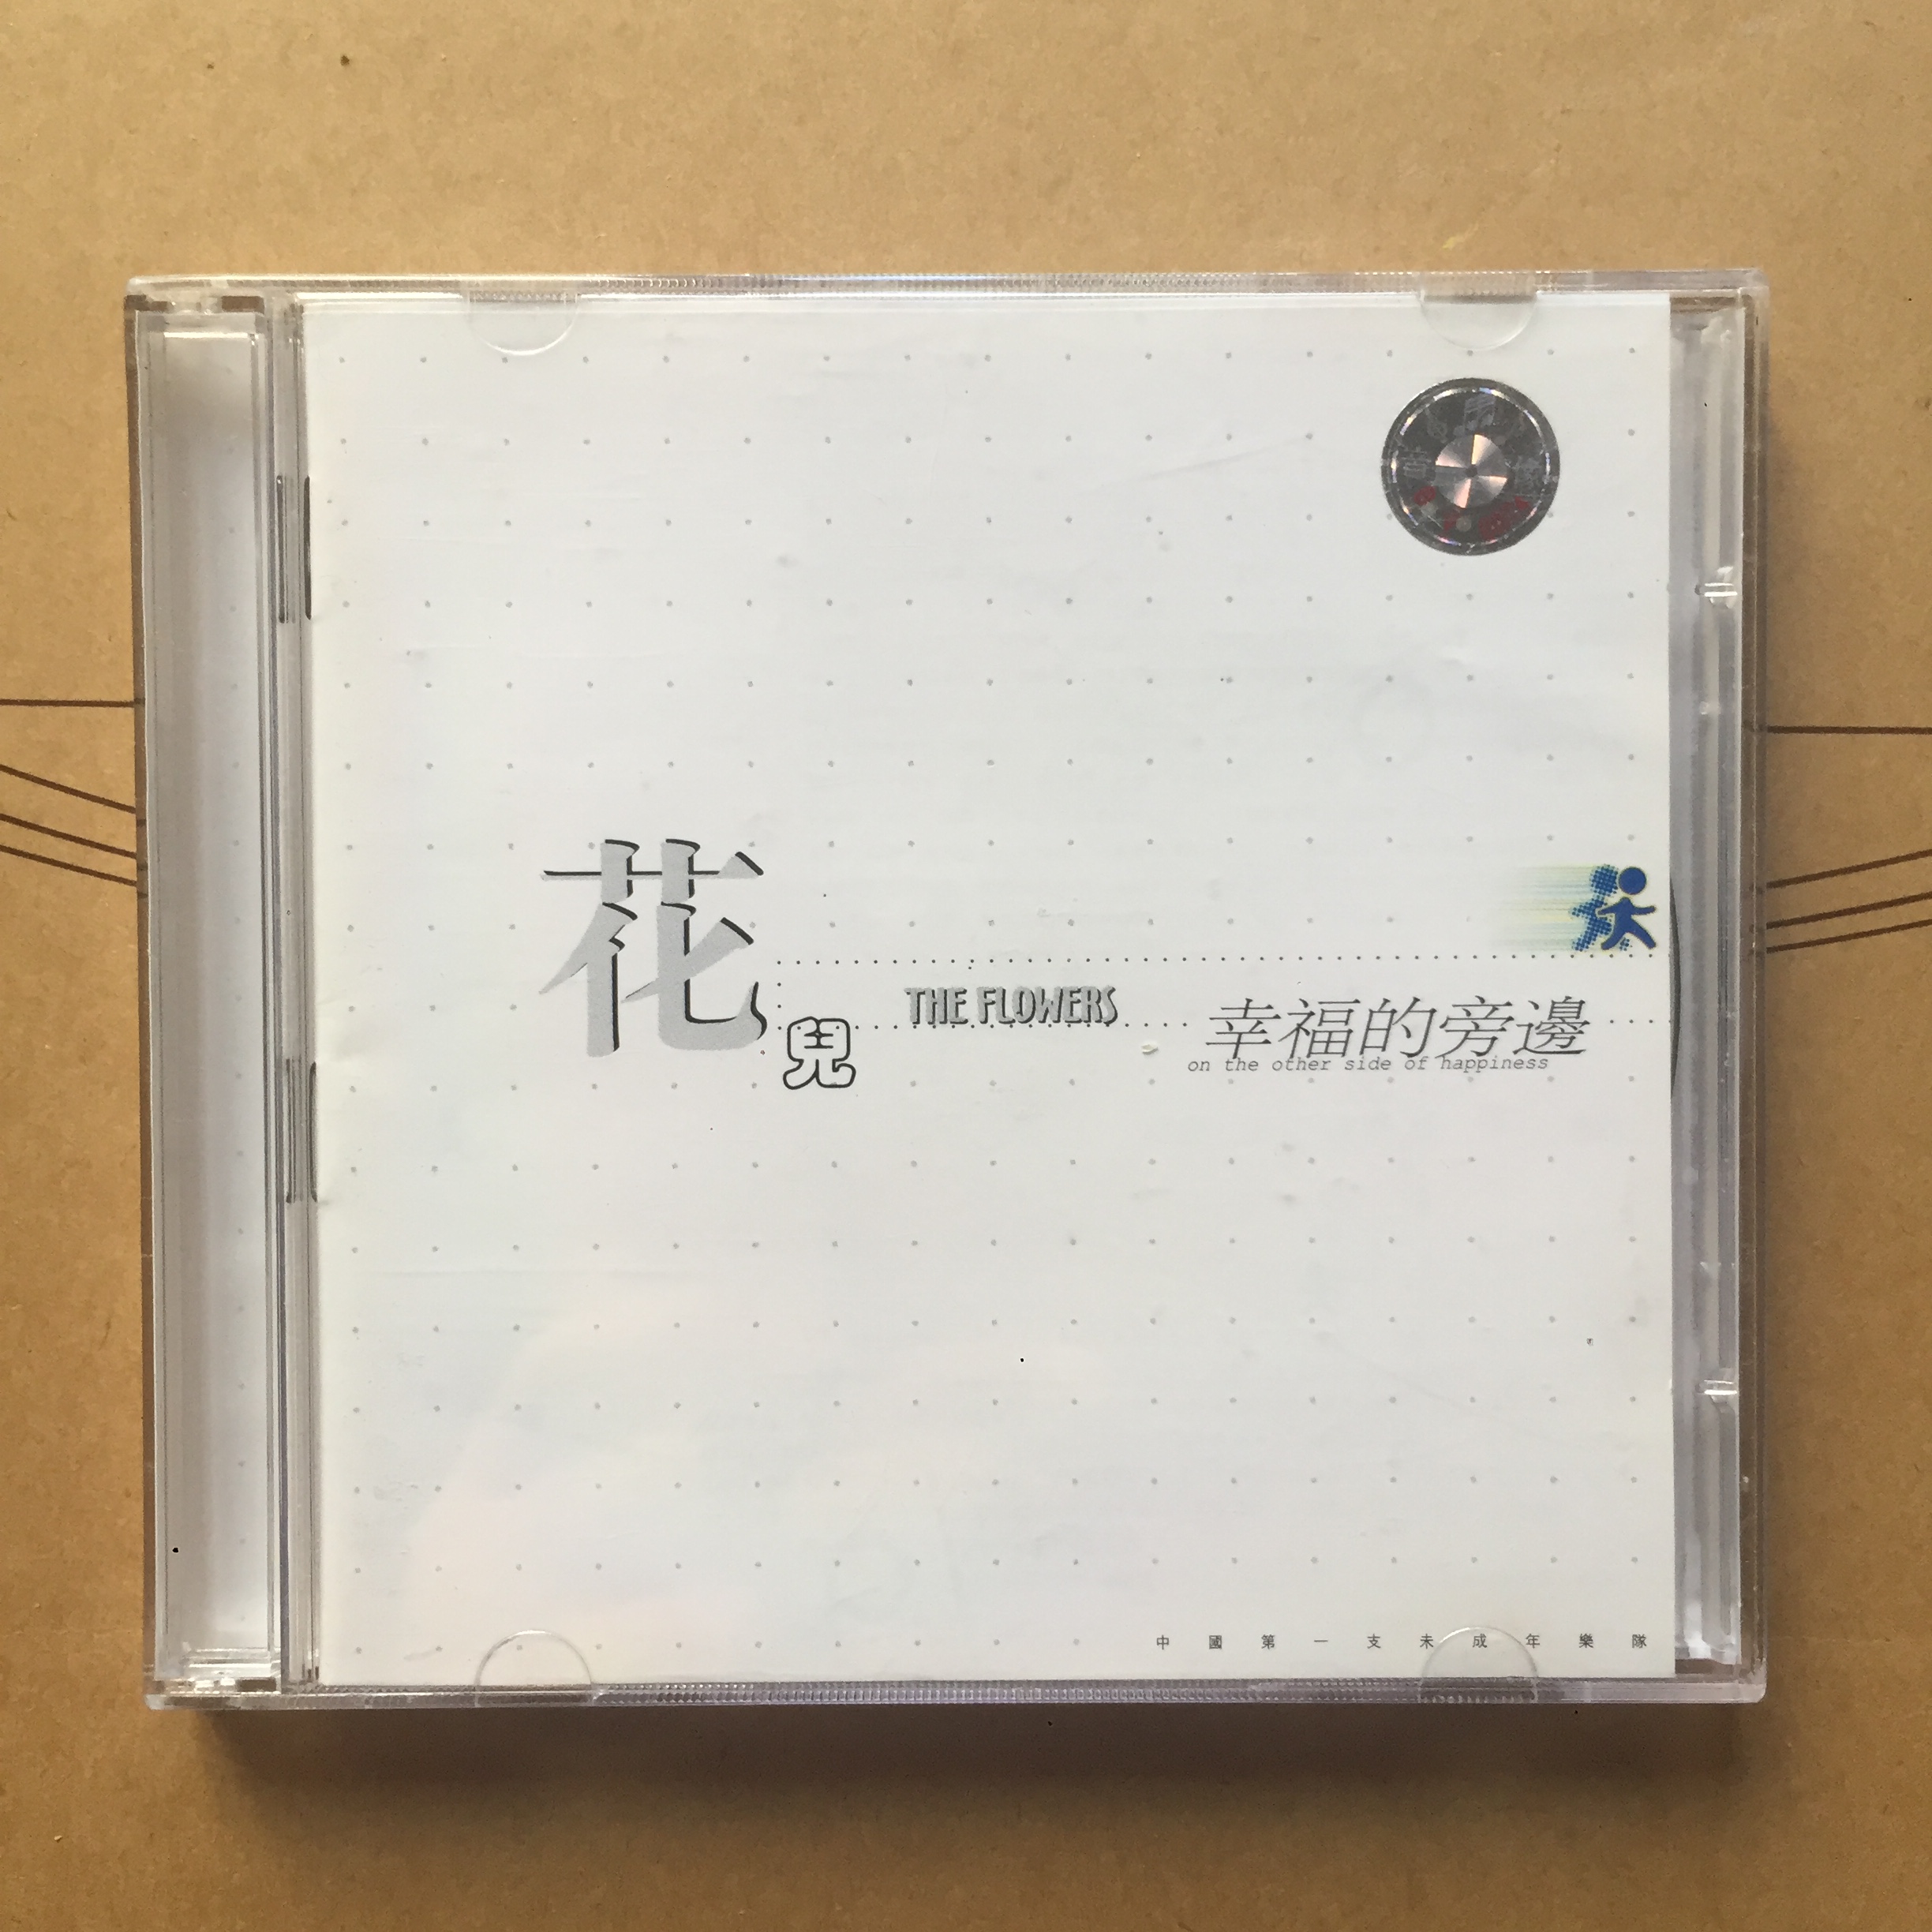 花兒
THE FLOWERS
幸福的旁邊
on the other side of happiness
中國第一支未成年樂隊